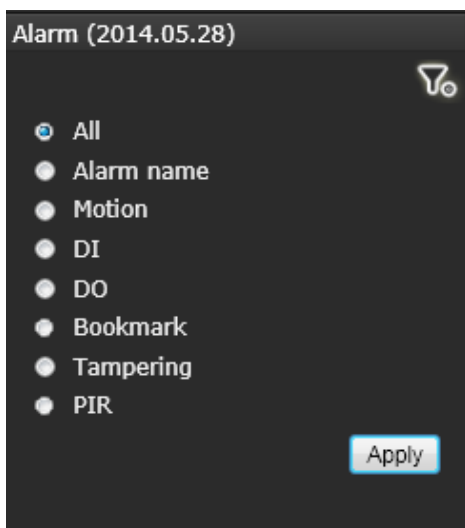 Alarm (2014.05.28)
All
Alarm name
Motion
DI
DO
Bookmark
Tampering
PIR
Apply